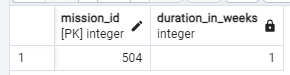 mission_id duration_in_weeks
[PK] integer integer
1 504 1